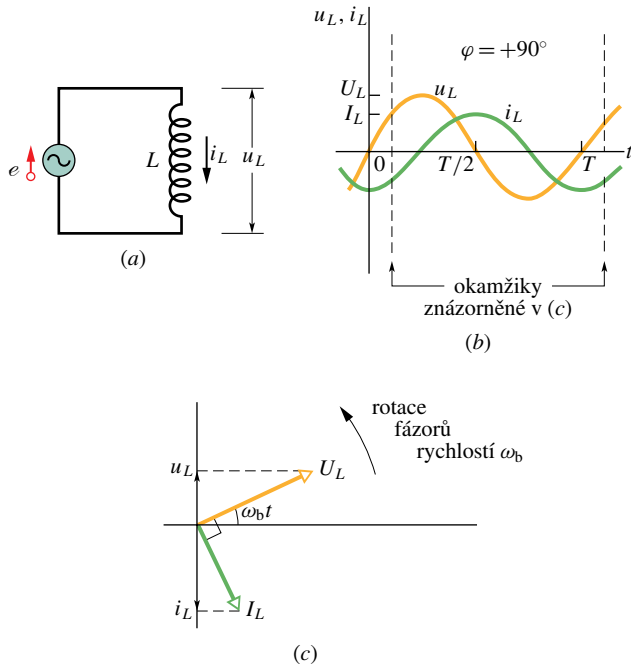 e
L
i_L
u_L
(a)
u_L, i_L
φ = +90°
U_L
I_L
u_L
i_L
0
T/2
T
t
okamžiky
znázorněné v (c)
(b)
rotace
fázorů
rychlostí ω_b
u_L
U_L
ω_b t
i_L
I_L
(c)